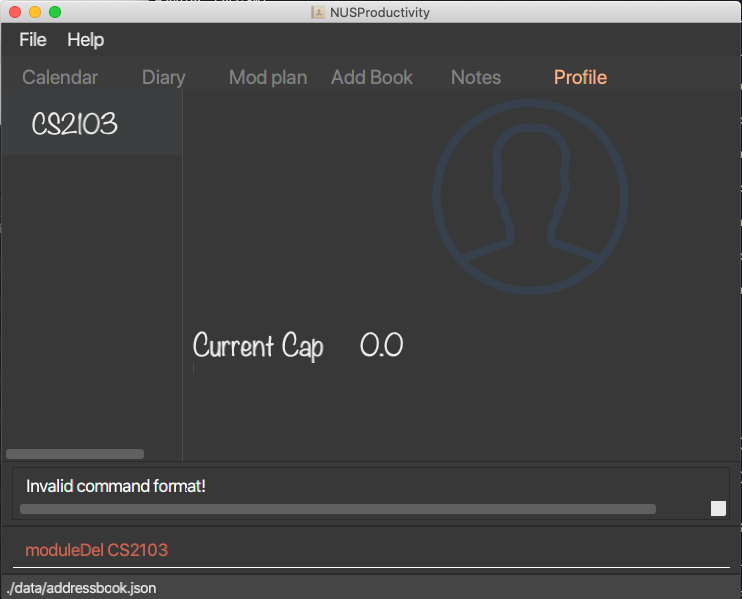 NUSProductivity
File Help
Calendar Diary Mod plan Add Book Notes Profile
CS2103
Current Cap 0.0
Invalid command format!
moduleDel CS2103
./data/addressbook.json